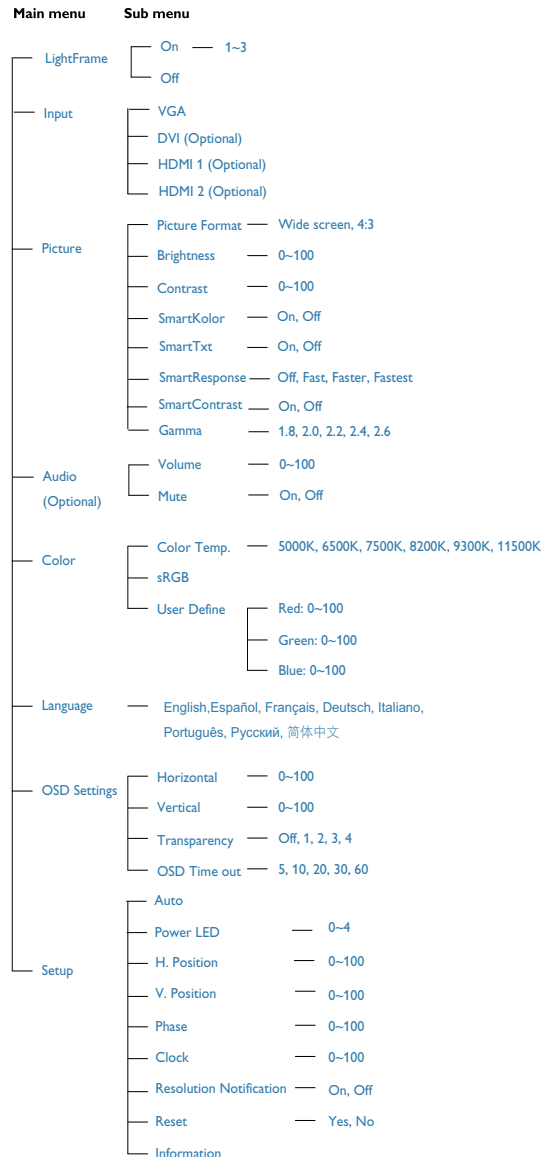 Main menu Sub menu
LightFrame
On 1~3
Off
Input
VGA
DVI (Optional)
HDMI 1 (Optional)
HDMI 2 (Optional)
Picture
Picture Format Wide screen, 4:3
Brightness 0~100
Contrast 0~100
SmartKolor On, Off
SmartTxt On, Off
SmartResponse Off, Fast, Faster, Fastest
SmartContrast On, Off
Gamma 1.8, 2.0, 2.2, 2.4, 2.6
Audio
(Optional)
Volume 0~100
Mute On, Off
Color
Color Temp. 5000K, 6500K, 7500K, 8200K, 9300K, 11500K
sRGB
User Define Red: 0~100
Green: 0~100
Blue: 0~100
Language English,Español, Français, Deutsch, Italiano,
Português, Русский, 简体中文
OSD Settings
Horizontal 0~100
Vertical 0~100
Transparency Off, 1, 2, 3, 4
OSD Time out 5, 10, 20, 30, 60
Setup
Auto
Power LED 0~4
H. Position 0~100
V. Position 0~100
Phase 0~100
Clock 0~100
Resolution Notification On, Off
Reset Yes, No
Information